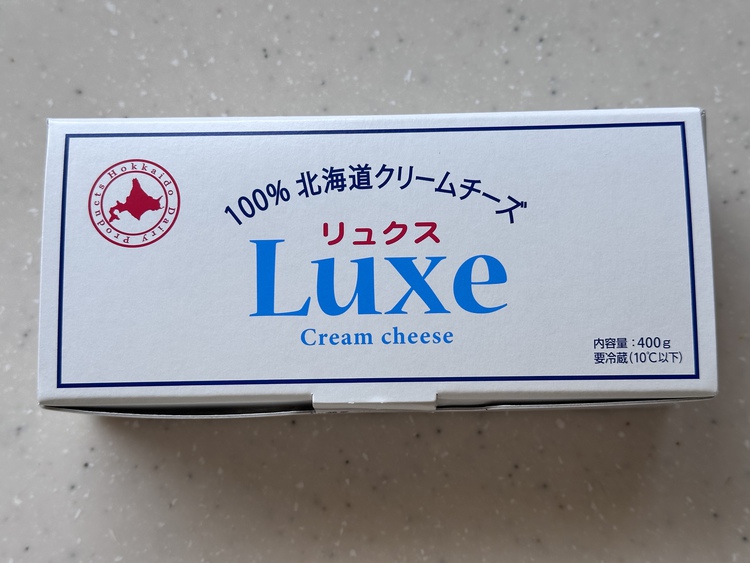 Hokkaido Dairy Products
100% 北海道クリームチーズ
リュクス
Luxe
Cream cheese
内容量：400g
要冷蔵(10℃以下)